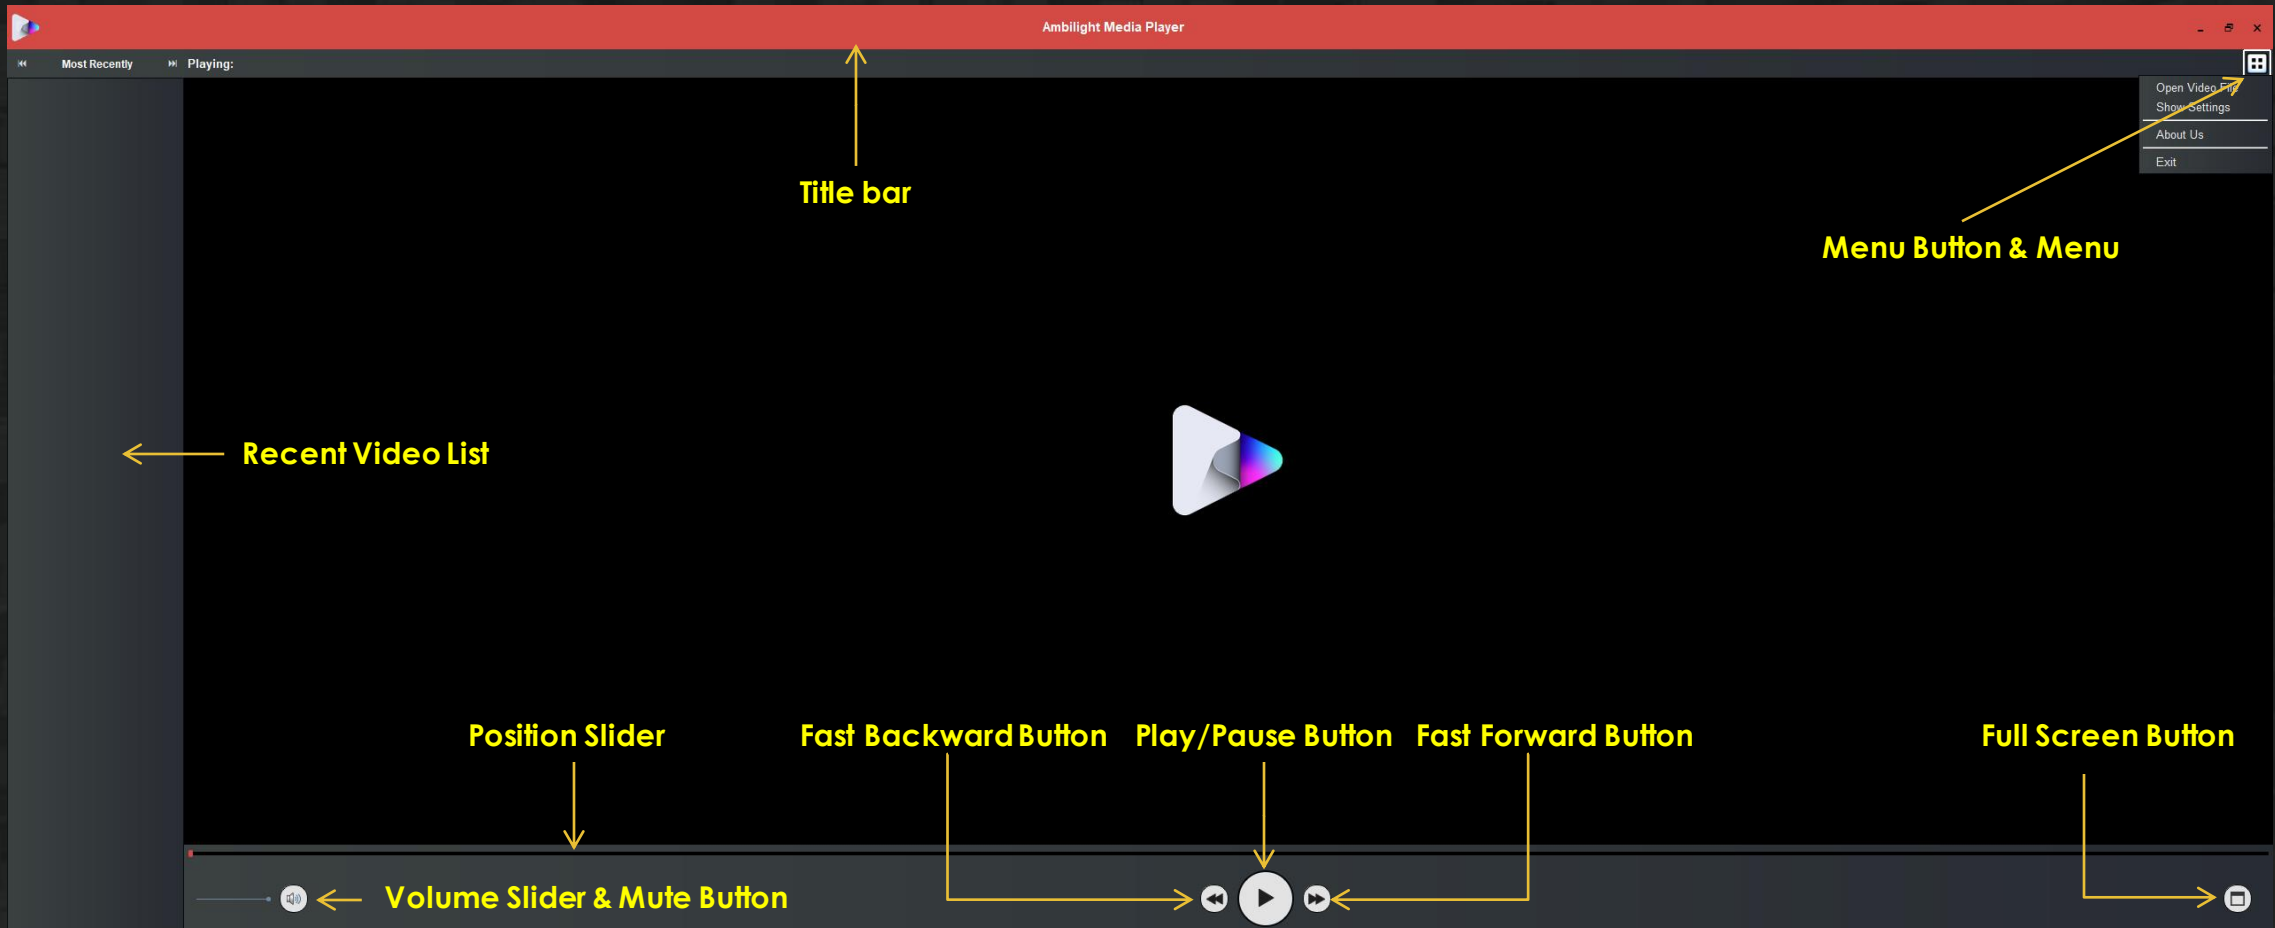 Ambilight Media Player
Most Recently
Playing:
Open Video File
Show Settings
About Us
Exit
Title bar
Menu Button & Menu
Recent Video List
Position Slider
Fast Backward Button
Play/Pause Button
Fast Forward Button
Full Screen Button
Volume Slider & Mute Button